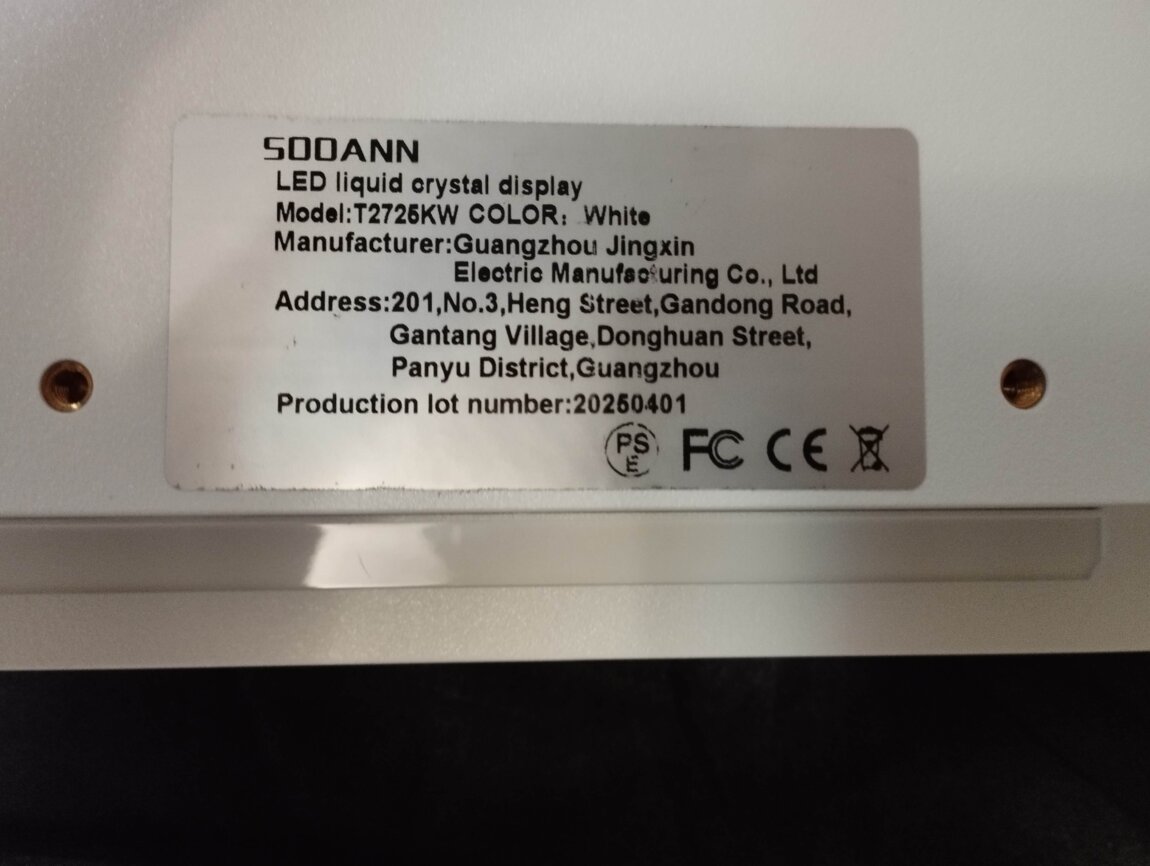 SOOANN
LED liquid crystal display
Model:T2725KW COLOR: White
Manufacturer:Guangzhou Jingxin
Electric Manufacturing Co., Ltd
Address:201,No.3,Heng Street,Gandong Road,
Gantang Village,Donghuan Street,
Panyu District,Guangzhou
Production lot number:20250401
PS E FC CE